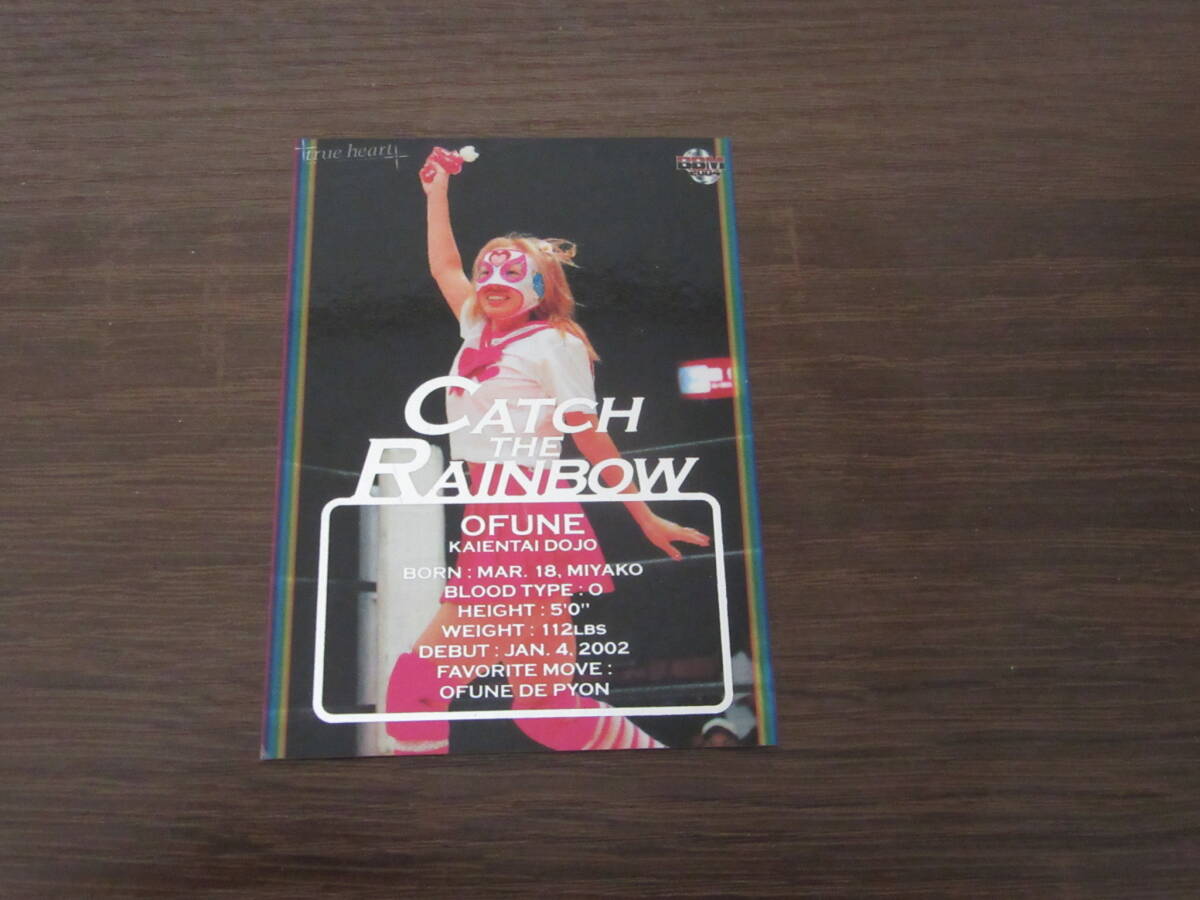 true heart
BBM
2004
CATCH
THE
RAINBOW
OFUNE
KAIENTAI DOJO
BORN : MAR. 18, MIYAKO
BLOOD TYPE : O
HEIGHT : 5'0"
WEIGHT : 112LBS
DEBUT : JAN. 4, 2002
FAVORITE MOVE :
OFUNE DE PYON